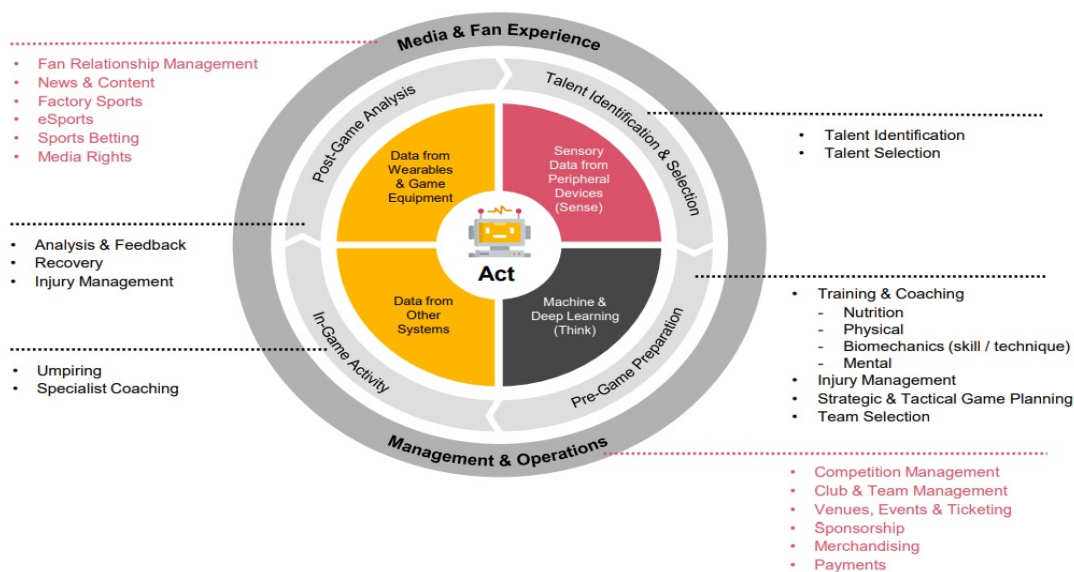 Media & Fan Experience
• Fan Relationship Management
• News & Content
• Factory Sports
• eSports
• Sports Betting
• Media Rights
Post-Game Analysis
Talent Identification & Selection
• Talent Identification
• Talent Selection
Data from
Wearables
& Game
Equipment
Sensory
Data from
Peripheral
Devices
(Sense)
• Analysis & Feedback
• Recovery
• Injury Management
Act
Data from
Other
Systems
Machine &
Deep Learning
(Think)
• Training & Coaching
- Nutrition
- Physical
- Biomechanics (skill / technique)
- Mental
• Injury Management
• Strategic & Tactical Game Planning
• Team Selection
In-Game Activity
Pre-Game Preparation
• Umpiring
• Specialist Coaching
Management & Operations
• Competition Management
• Club & Team Management
• Venues, Events & Ticketing
• Sponsorship
• Merchandising
• Payments